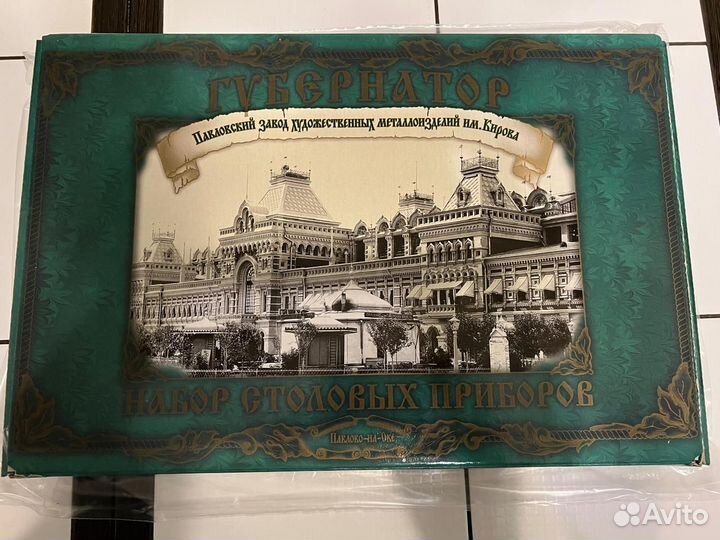 ГУБЕРНАТОР
Павловский завод художественных металлоизделий им. Кирова
НАБОР СТОЛОВЫХ ПРИБОРОВ
Павлово-на-Оке
Avito